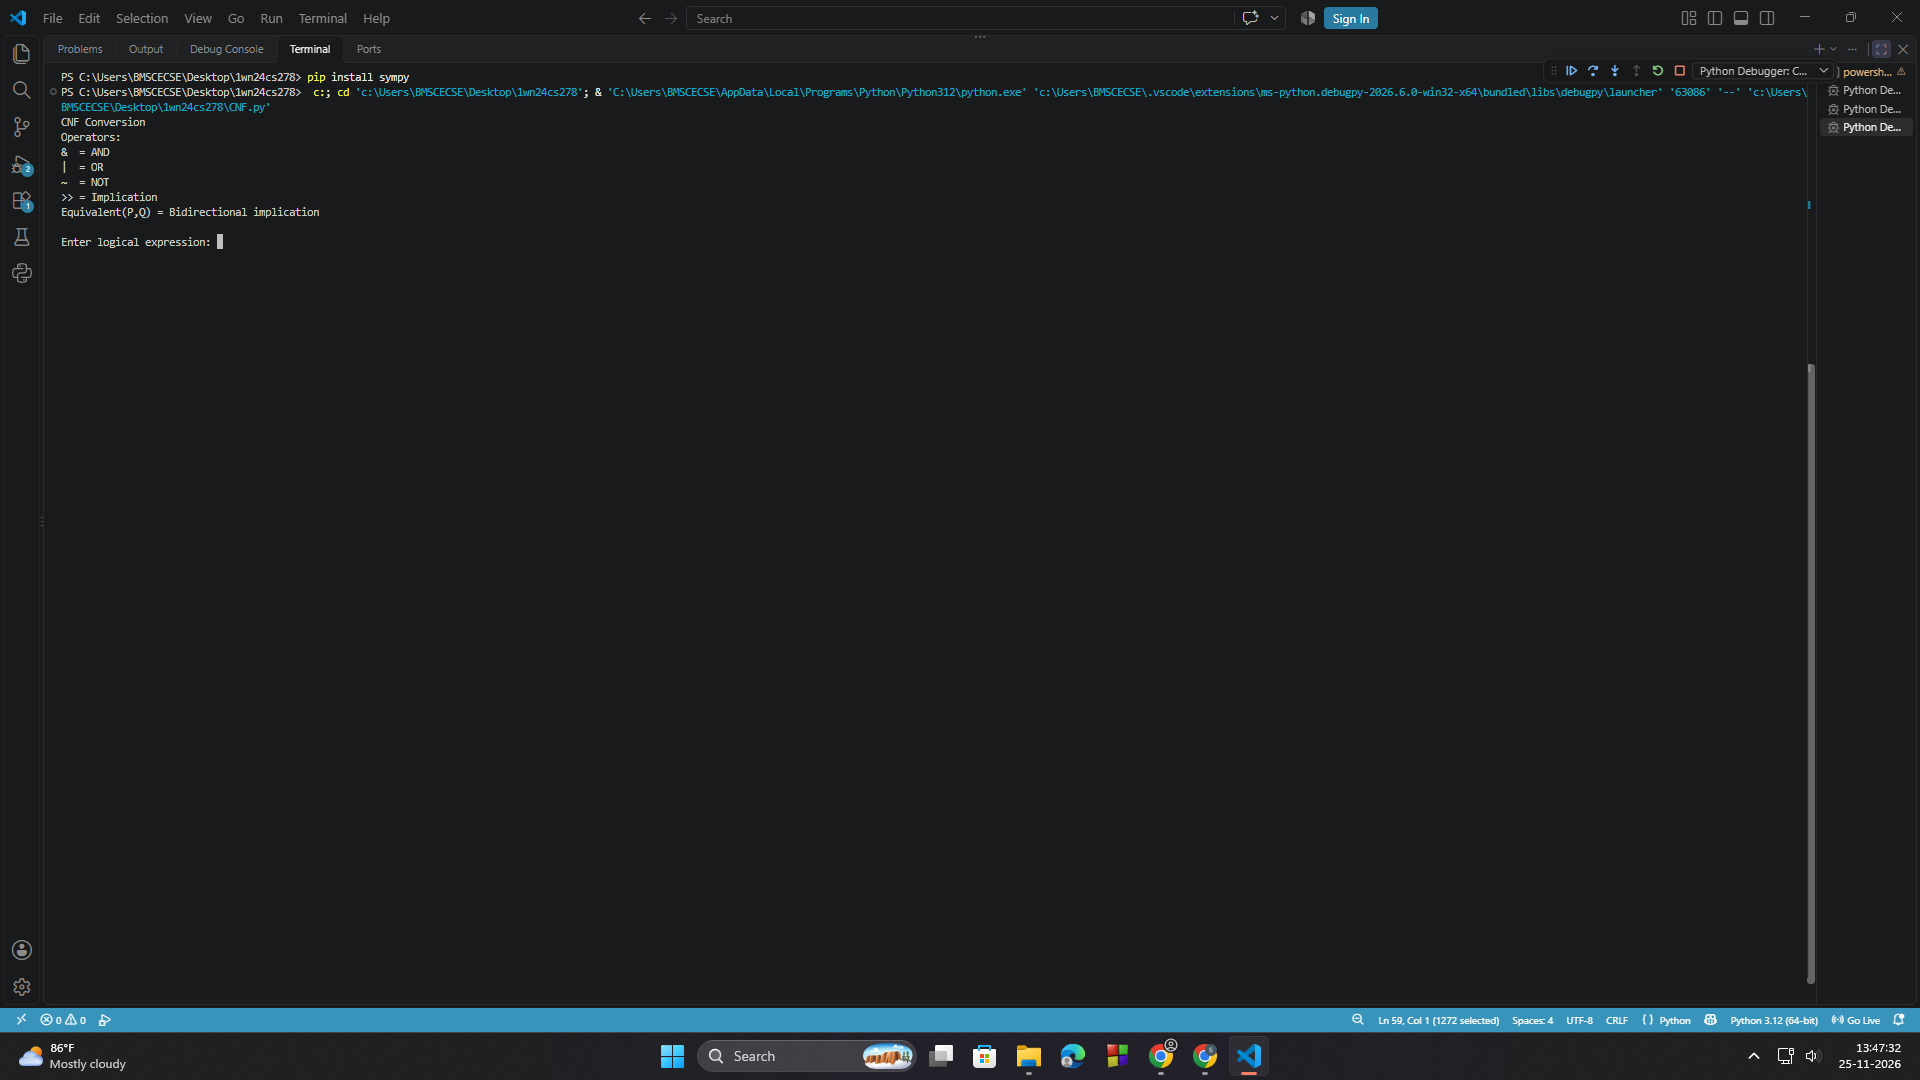 File Edit Selection View Go Run Terminal Help
Search
Sign In
Problems Output Debug Console Terminal Ports
PS C:\Users\BMSCECSE\Desktop\1wn24cs278> pip install sympy
PS C:\Users\BMSCECSE\Desktop\1wn24cs278>  c:; cd 'c:\Users\BMSCECSE\Desktop\1wn24cs278'; & 'C:\Users\BMSCECSE\AppData\Local\Programs\Python\Python312\python.exe' 'c:\Users\BMSCECSE\.vscode\extensions\ms-python.debugpy-2026.6.0-win32-x64\bundled\libs\debugpy\launcher' '63086' '--' 'c:\Users\
BMSCECSE\Desktop\1wn24cs278\CNF.py'
CNF Conversion
Operators:
&  = AND
|  = OR
~  = NOT
>> = Implication
Equivalent(P,Q) = Bidirectional implication
Enter logical expression:
Python Debugger: C...
powersh...
Python De...
Python De...
Python De...
2
1
0 0
Ln 59, Col 1 (1272 selected) Spaces: 4 UTF-8 CRLF Python Python 3.12 (64-bit) Go Live
86°F
Mostly cloudy
Search
13:47:32
25-11-2026